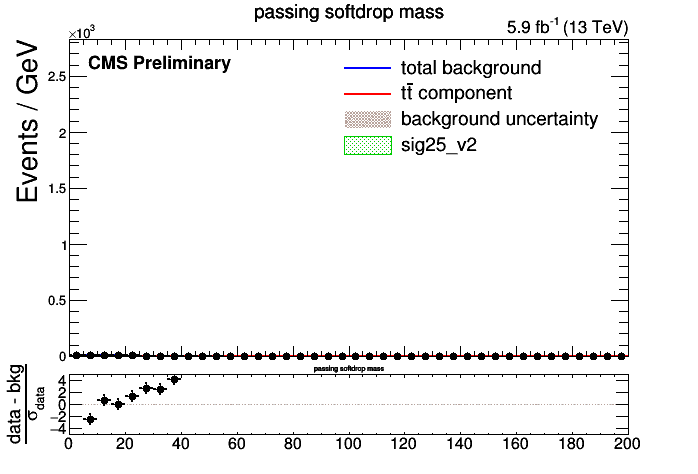 passing softdrop mass
×10³
5.9 fb⁻¹ (13 TeV)
CMS Preliminary
Events / GeV
total background
tt̄ component
background uncertainty
sig25_v2
2.5
2
1.5
1
0.5
0
passing softdrop mass
data - bkg
σ_data
4
2
0
−2
−4
0 20 40 60 80 100 120 140 160 180 200